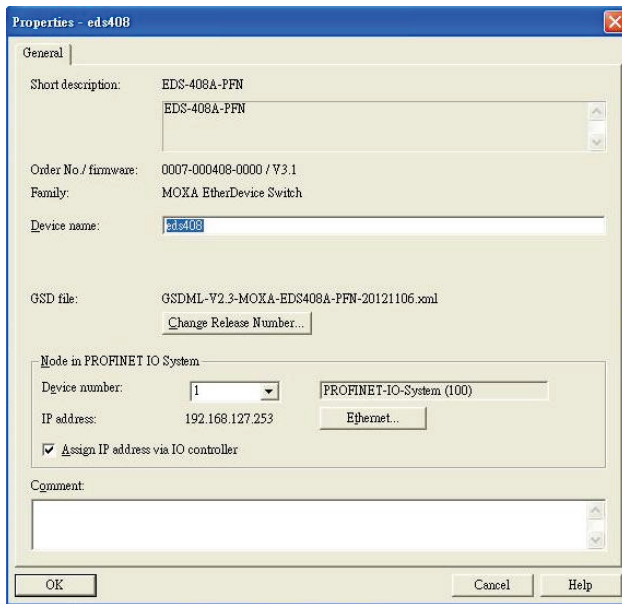 Properties - eds408
General
Short description: EDS-408A-PFN
EDS-408A-PFN
Order No./ firmware: 0007-000408-0000 / V3.1
Family: MOXA EtherDevice Switch
Device name: eds408
GSD file: GSDML-V2.3-MOXA-EDS408A-PFN-20121106.xml
Change Release Number...
Node in PROFINET IO System
Device number: 1 PROFINET-IO-System (100)
IP address: 192.168.127.253 Ethernet...
Assign IP address via IO controller
Comment:
OK Cancel Help